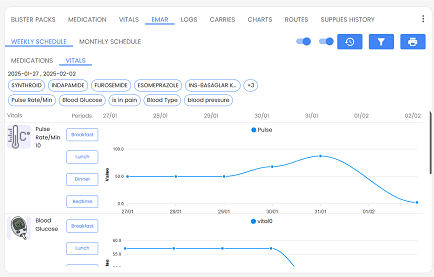 BLISTER PACKS MEDICATION VITALS EMAR LOGS CARRIES CHARTS ROUTES SUPPLIES HISTORY
WEEKLY SCHEDULE MONTHLY SCHEDULE
MEDICATIONS VITALS
2025-01-27 , 2025-02-02
SYNTHROID INDAPAMIDE FUROSEMIDE ESOMEPRAZOLE INS-BASAGLAR K... +3
Pulse Rate/Min Blood Glucose is in pain Blood Type blood pressure
Vitals Periods 27/01 28/01 29/01 30/01 31/01 01/02 02/02
Pulse Rate/Min 10
Breakfast
Lunch
Dinner
Bedtime
Pulse
Value
100.0
50.0
0.0
27/01 28/01 29/01 30/01 31/01 01/02 02/02
Blood Glucose
Breakfast
Lunch
vital0
60.0
55.0